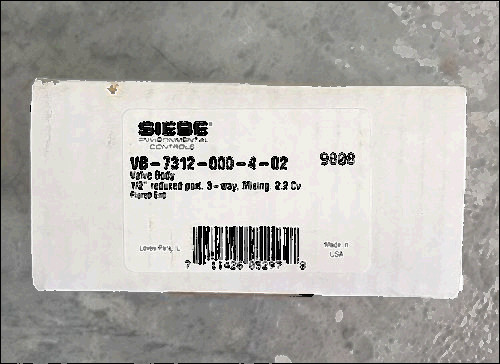 SIEBE
ENVIRONMENTAL
CONTROLS
VB-7312-000-4-02
Valve Body
1/2" reduced port, 3-way, Mixing, 2.2 Cv
Flared End
Loves Park, IL
Made in
USA